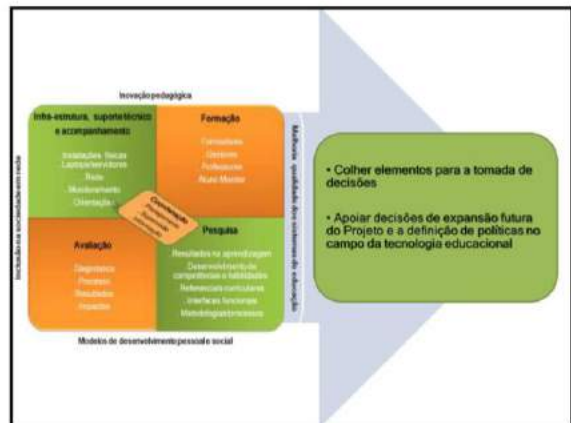 Inovação pedagógica
Inclusão na sociedade em rede
Infra-estrutura, suporte técnico
e acompanhamento
Instalações físicas
Laptops/servidores
Rede
Monitoramento
Orientação
Formação
Formadores
Gestores
Professores
Aluno Monitor
Avaliação
Diagnóstico
Processo
Resultados
Impactos
Pesquisa
Resultados na aprendizagem
Desenvolvimento de
competências e habilidades
Referenciais curriculares
Interfaces funcionais
Modelos de desenvolvimento pessoal e social
Melhoria qualidade dos sistemas de educação
• Colher elementos para a tomada de
decisões
• Apoiar decisões de expansão futura
do Projeto e a definição de políticas no
campo da tecnologia educacional